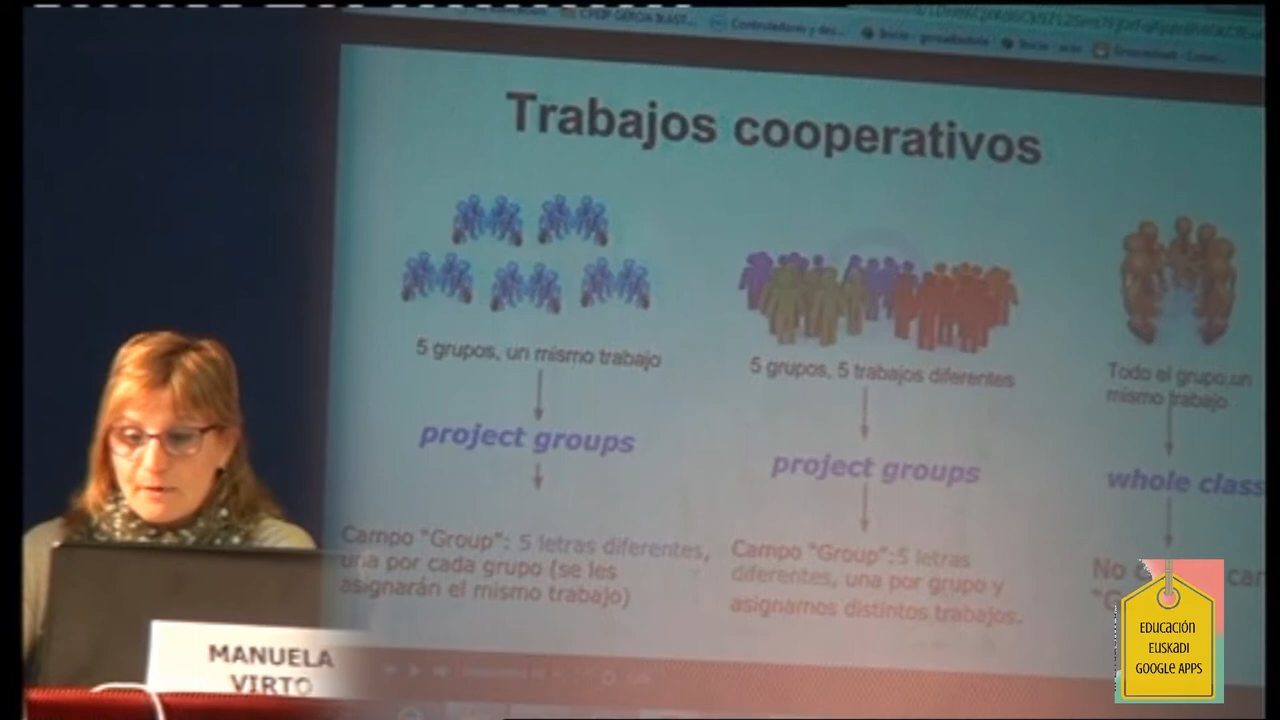 Trabajos cooperativos
5 grupos, un mismo trabajo
project groups
Campo "Group": 5 letras diferentes,
una por cada grupo (se les
asignarán el mismo trabajo)
5 grupos, 5 trabajos diferentes
project groups
Campo "Group":5 letras
diferentes, una por grupo y
asignamos distintos trabajos.
Todo el grupo,un
mismo trabajo
whole class
No
MANUELA
VIRTO
EDUCACIÓN
EUSKADI
GOOGLE APPS